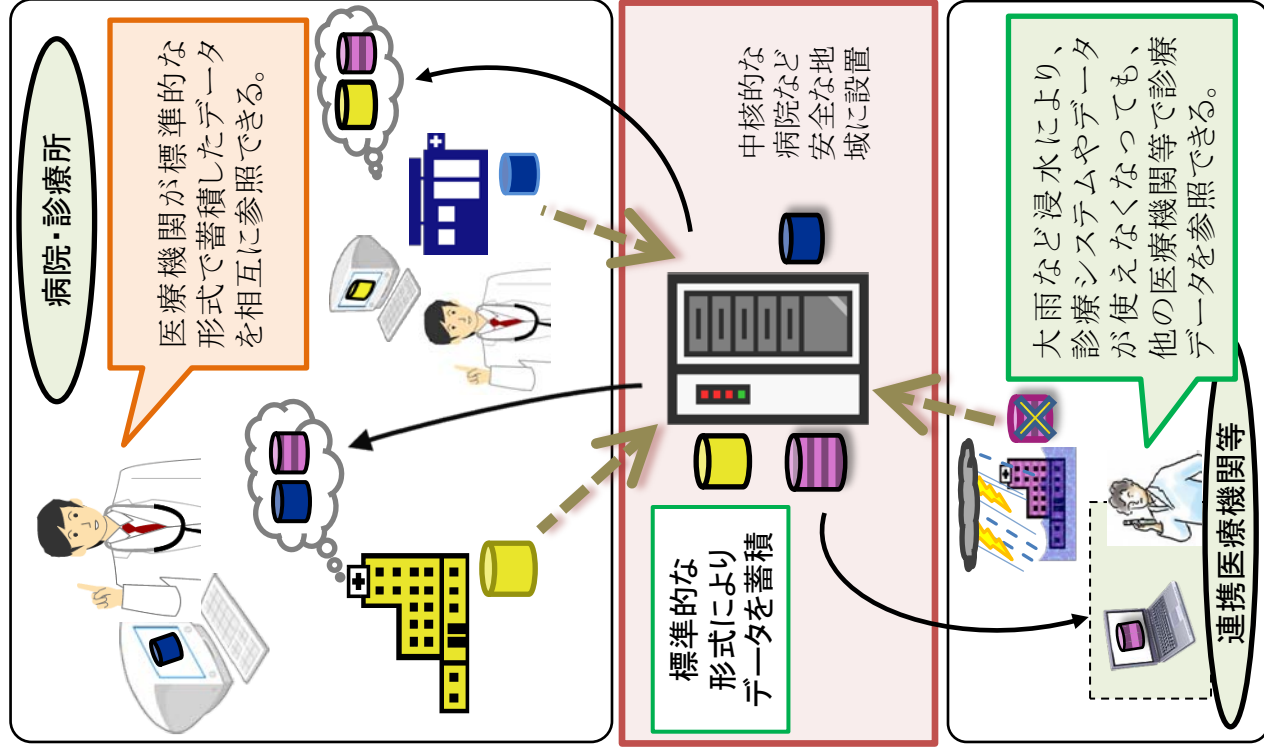 病院・診療所
医療機関が標準的な
形式で蓄積したデータ
を相互に参照できる。
中核的な
病院など
安全な地
域に設置
標準的な
形式により
データを蓄積
大雨など浸水により、
診療システムやデータ
が使えなくなっても、
他の医療機関等で診療
データを参照できる。
連携医療機関等